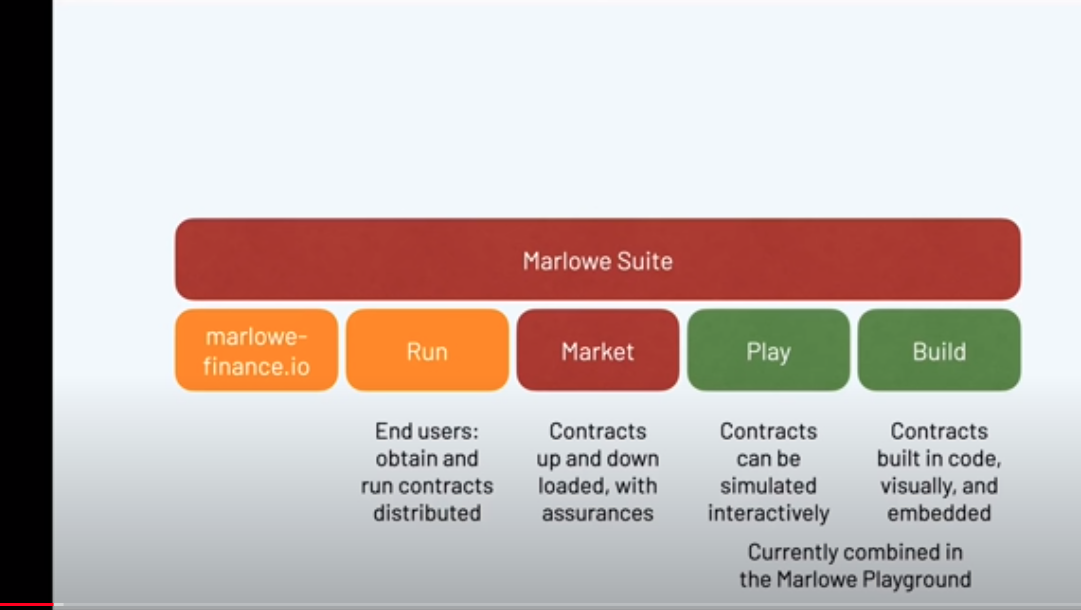 Marlowe Suite
marlowe-
finance.io
Run
Market
Play
Build
End users:
obtain and
run contracts
distributed
Contracts
up and down
loaded, with
assurances
Contracts
can be
simulated
interactively
Contracts
built in code,
visually, and
embedded
Currently combined in
the Marlowe Playground